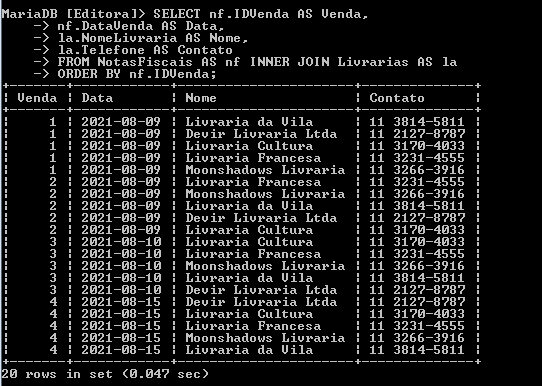 MariaDB [Editora]> SELECT nf.IDVenda AS Venda,
    -> nf.DataVenda AS Data,
    -> la.NomeLivraria AS Nome,
    -> la.Telefone AS Contato
    -> FROM NotasFiscais AS nf INNER JOIN Livrarias AS la
    -> ORDER BY nf.IDVenda;
+-------+------------+----------------------+--------------+
| Venda | Data       | Nome                 | Contato      |
+-------+------------+----------------------+--------------+
|     1 | 2021-08-09 | Livraria da Vila     | 11 3814-5811 |
|     1 | 2021-08-09 | Devir Livraria Ltda  | 11 2127-8787 |
|     1 | 2021-08-09 | Livraria Cultura     | 11 3170-4033 |
|     1 | 2021-08-09 | Livraria Francesa    | 11 3231-4555 |
|     1 | 2021-08-09 | Moonshadows Livraria | 11 3266-3916 |
|     2 | 2021-08-09 | Livraria Francesa    | 11 3231-4555 |
|     2 | 2021-08-09 | Moonshadows Livraria | 11 3266-3916 |
|     2 | 2021-08-09 | Livraria da Vila     | 11 3814-5811 |
|     2 | 2021-08-09 | Devir Livraria Ltda  | 11 2127-8787 |
|     2 | 2021-08-09 | Livraria Cultura     | 11 3170-4033 |
|     3 | 2021-08-10 | Livraria Cultura     | 11 3170-4033 |
|     3 | 2021-08-10 | Livraria Francesa    | 11 3231-4555 |
|     3 | 2021-08-10 | Moonshadows Livraria | 11 3266-3916 |
|     3 | 2021-08-10 | Livraria da Vila     | 11 3814-5811 |
|     3 | 2021-08-10 | Devir Livraria Ltda  | 11 2127-8787 |
|     4 | 2021-08-15 | Devir Livraria Ltda  | 11 2127-8787 |
|     4 | 2021-08-15 | Livraria Cultura     | 11 3170-4033 |
|     4 | 2021-08-15 | Livraria Francesa    | 11 3231-4555 |
|     4 | 2021-08-15 | Moonshadows Livraria | 11 3266-3916 |
|     4 | 2021-08-15 | Livraria da Vila     | 11 3814-5811 |
+-------+------------+----------------------+--------------+
20 rows in set (0.047 sec)